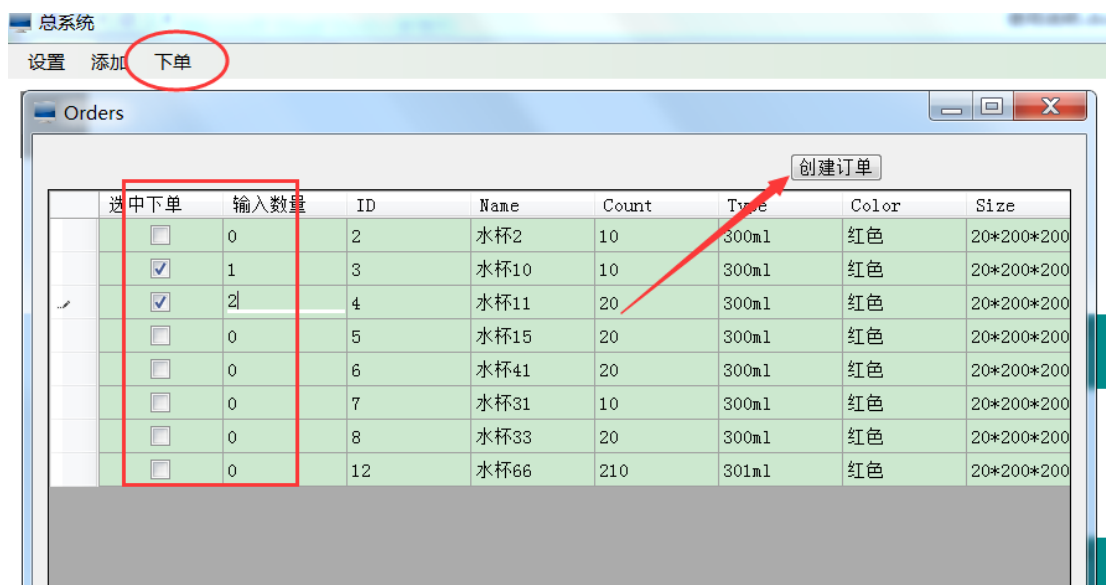 总系统
设置 添加 下单
Orders
创建订单
选中下单 输入数量 ID Name Count Type Color Size
0 2 水杯2 10 300ml 红色 20*200*200
1 3 水杯10 10 300ml 红色 20*200*200
2 4 水杯11 20 300ml 红色 20*200*200
0 5 水杯15 20 300ml 红色 20*200*200
0 6 水杯41 20 300ml 红色 20*200*200
0 7 水杯31 10 300ml 红色 20*200*200
0 8 水杯33 20 300ml 红色 20*200*200
0 12 水杯66 210 301ml 红色 20*200*200